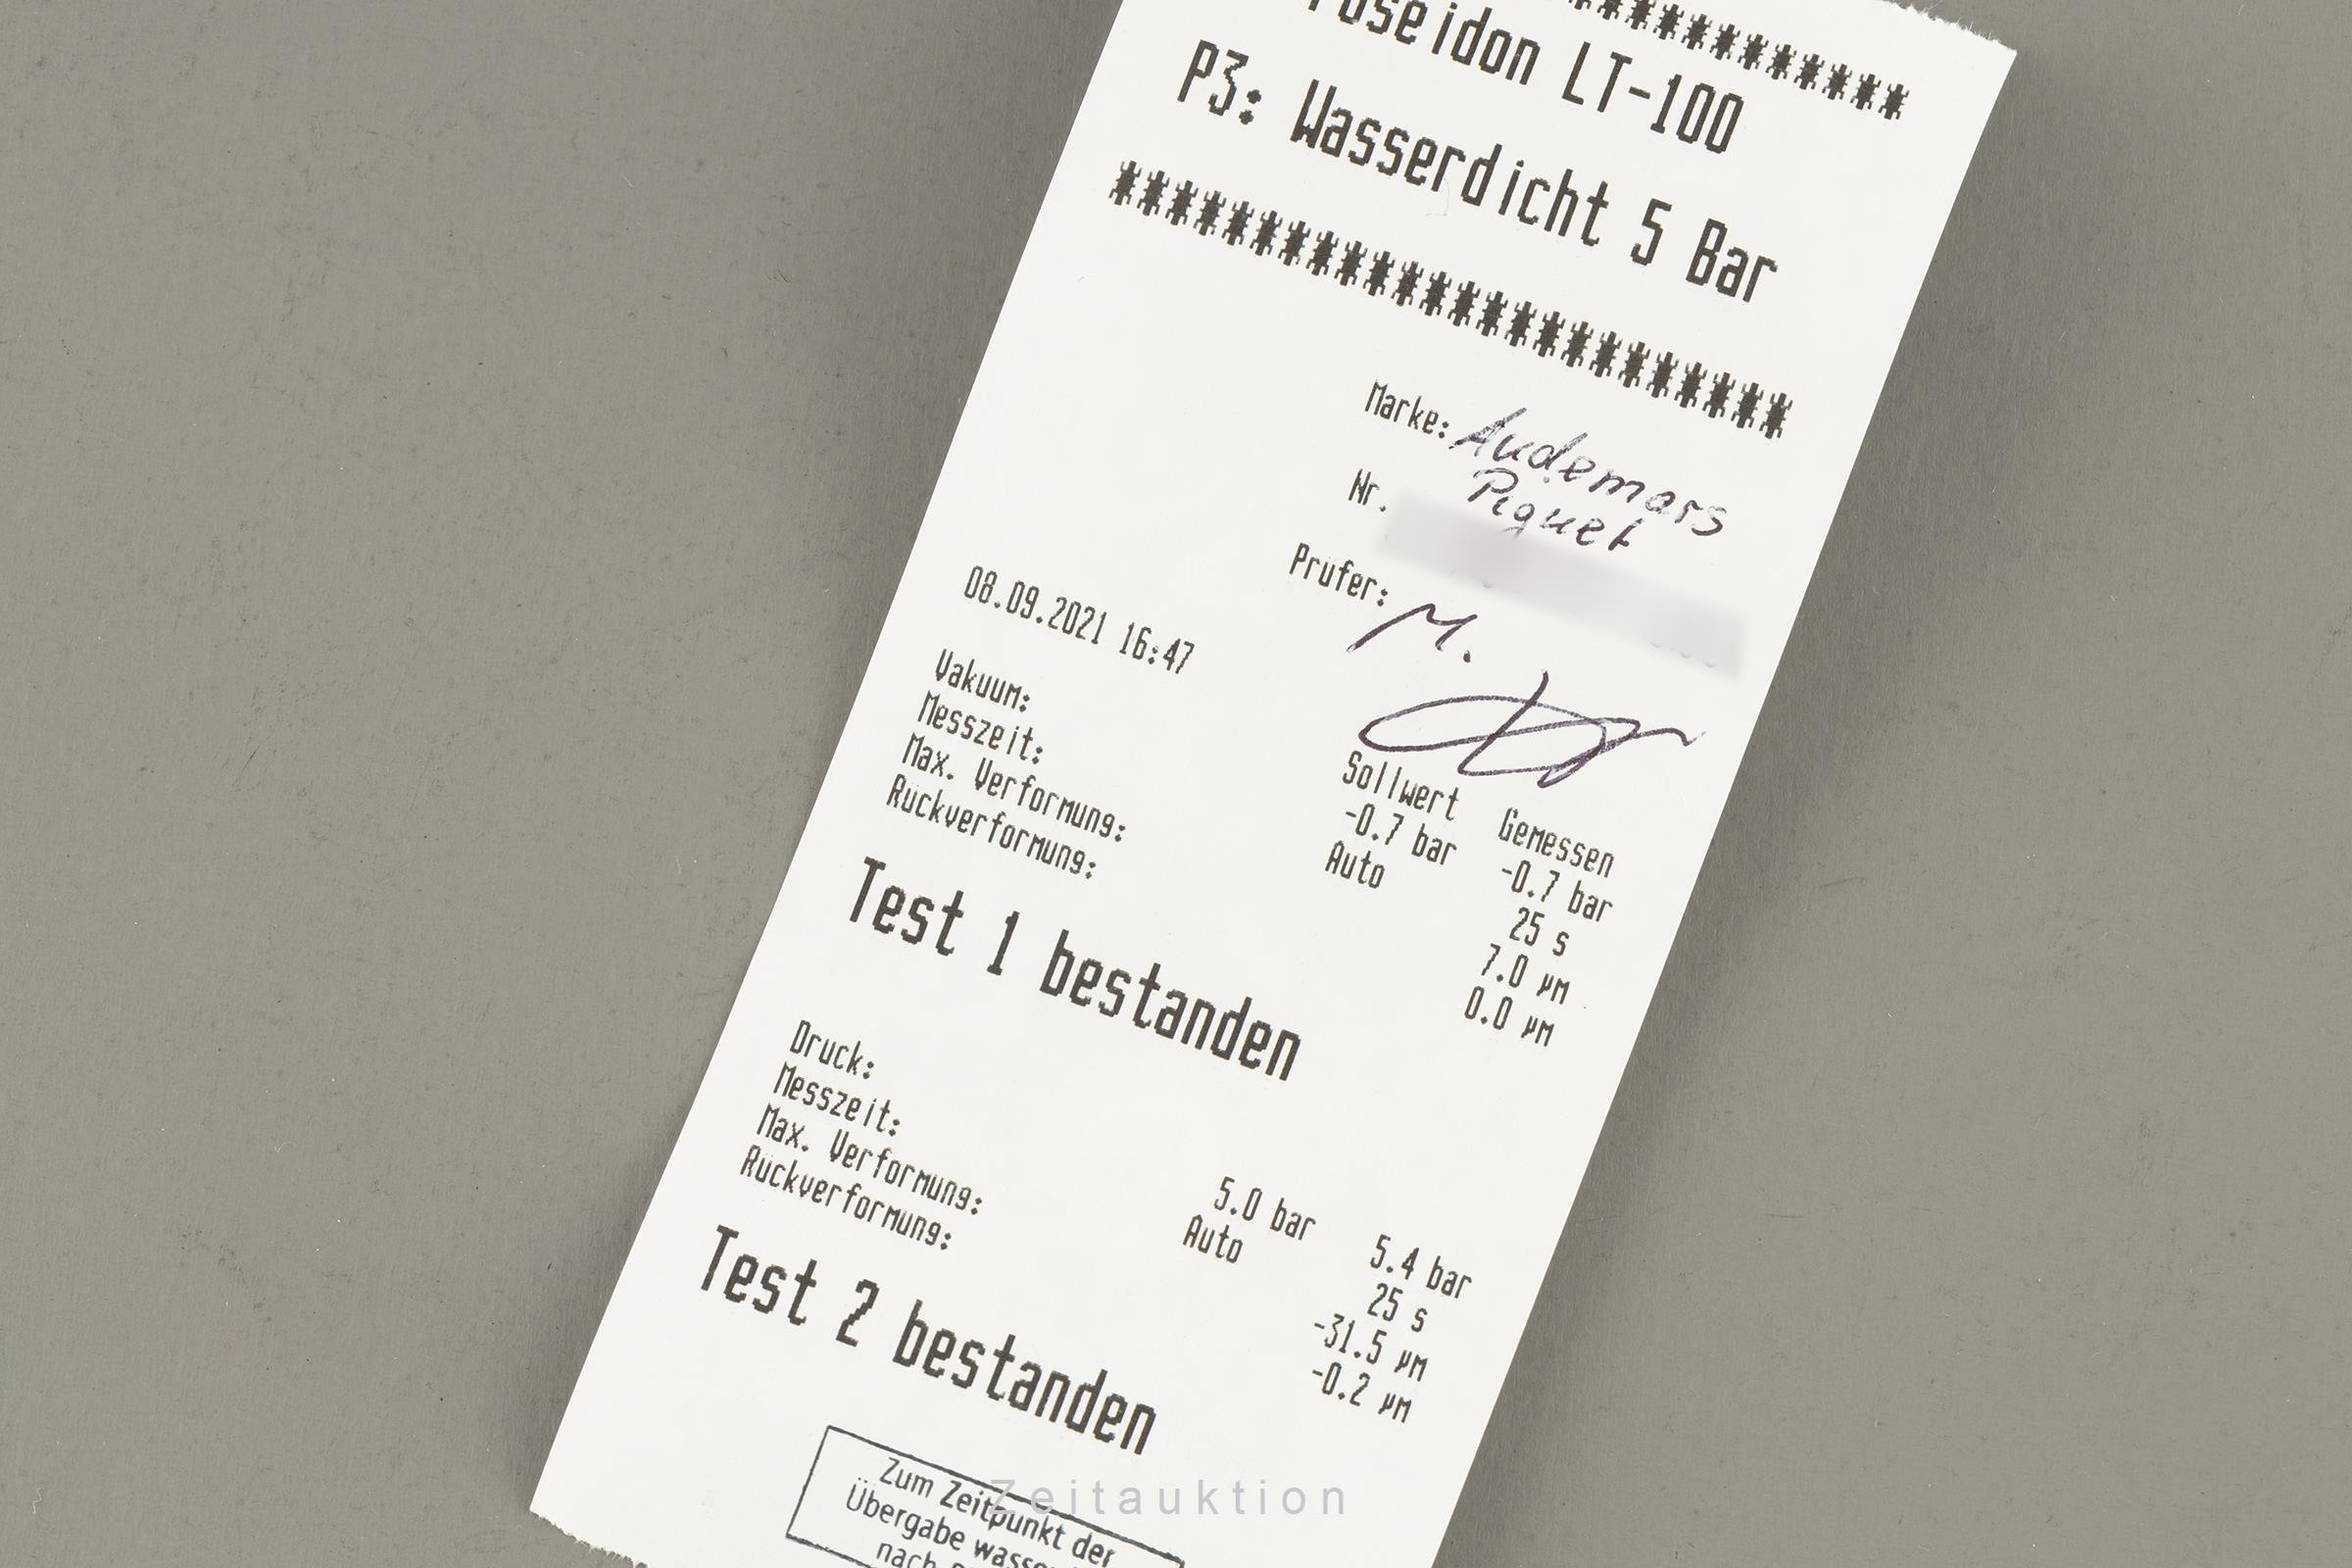 ********************
Poseidon LT-100
P3: Wasserdicht 5 Bar
************************
Marke: Audemars
Piguet
Nr.
Prüfer: M.
08.09.2021 16:47
Sollwert Gemessen
Vakuum: -0.7 bar -0.7 bar
Messzeit: Auto 25 s
Max. Verformung: 7.0 µm
Rückverformung: 0.0 µm
Test 1 bestanden
Druck: 5.0 bar 5.4 bar
Messzeit: Auto 25 s
Max. Verformung: -31.5 µm
Rückverformung: -0.2 µm
Test 2 bestanden
Zum Zeitpunkt der
Übergabe
nach
Zeitauktion